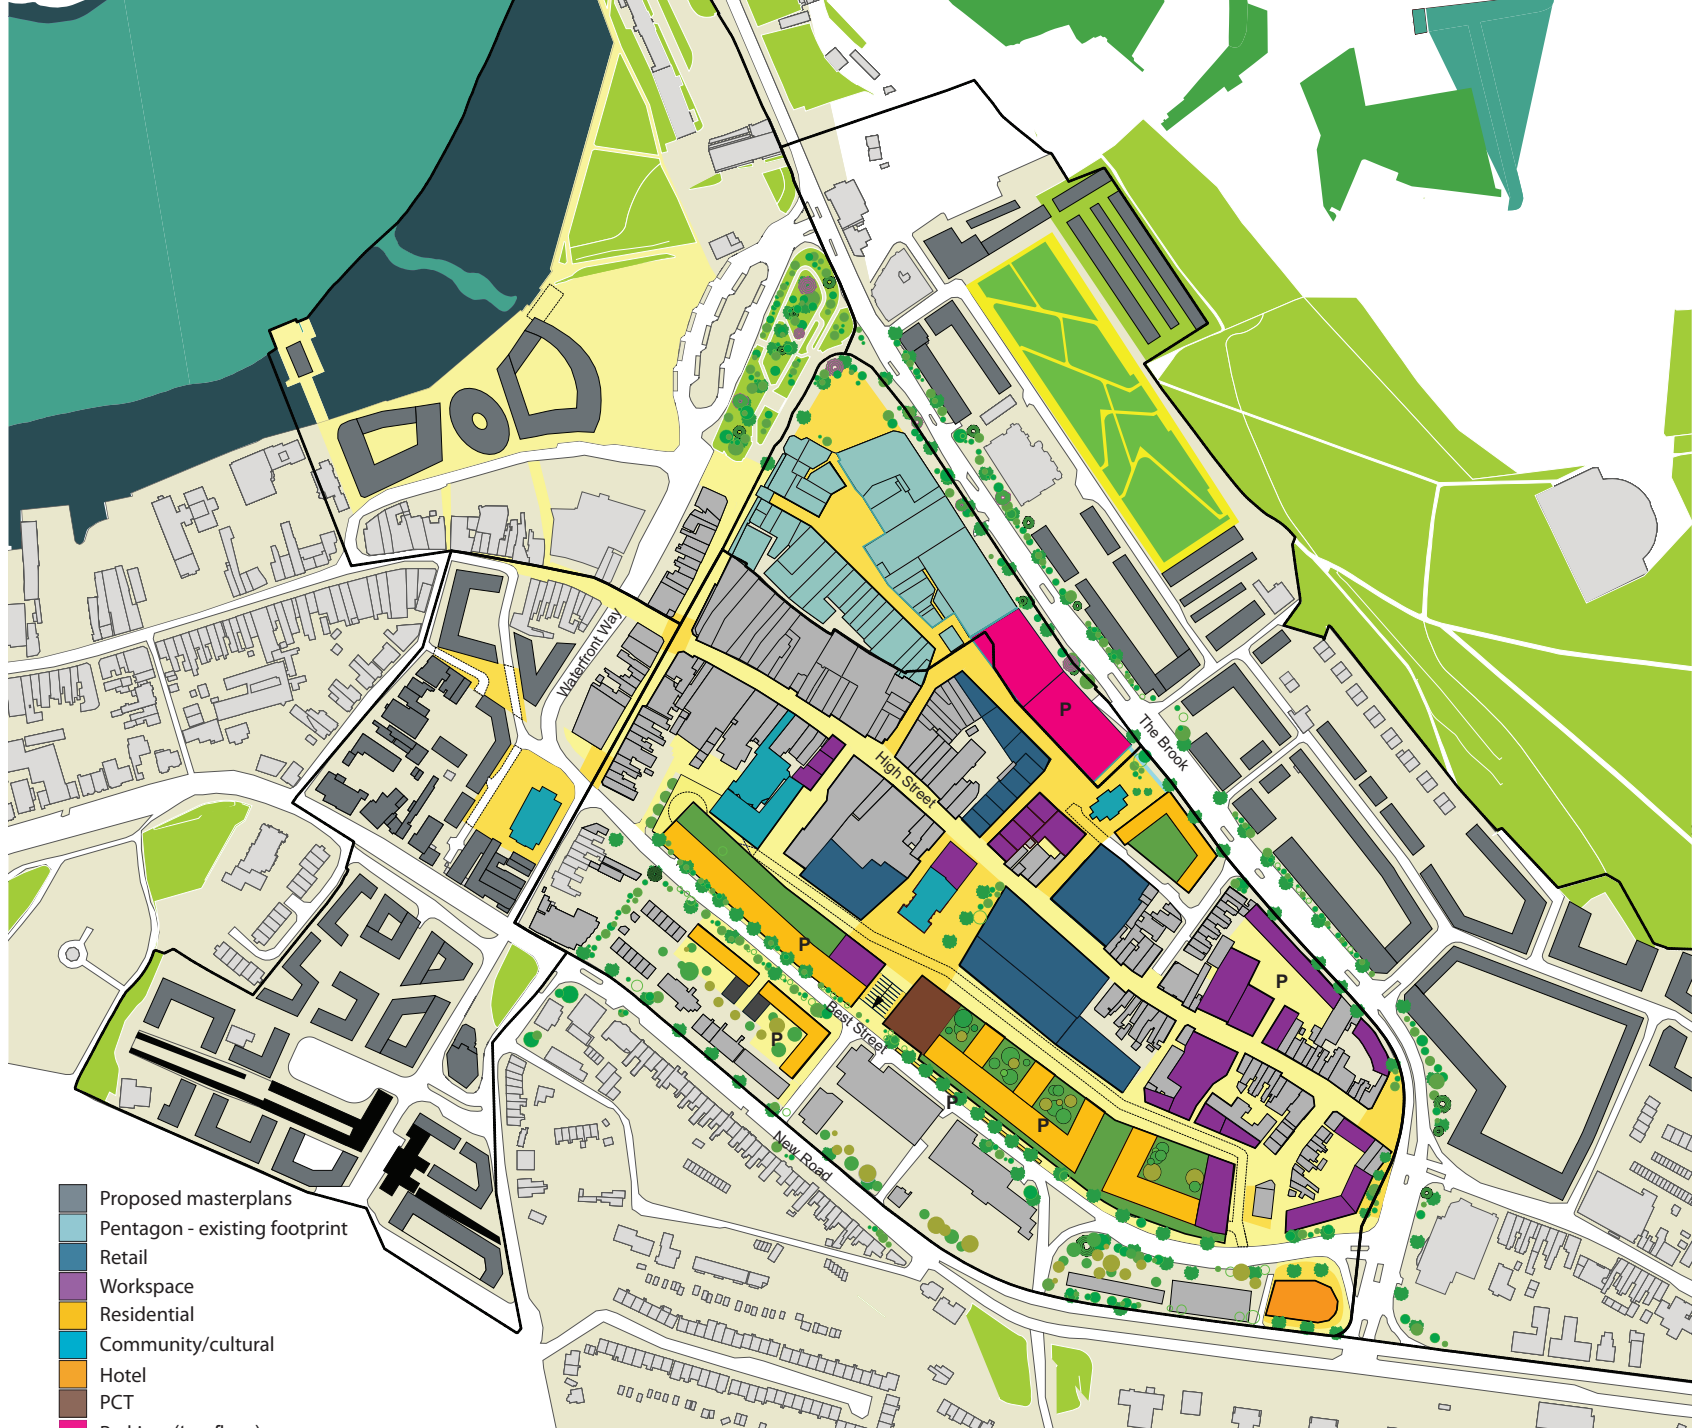 Waterfront Way
The Brook
P
High Street
P
P
Best Street
P
P
P
New Road
Proposed masterplans
Pentagon - existing footprint
Retail
Workspace
Residential
Community/cultural
Hotel
PCT